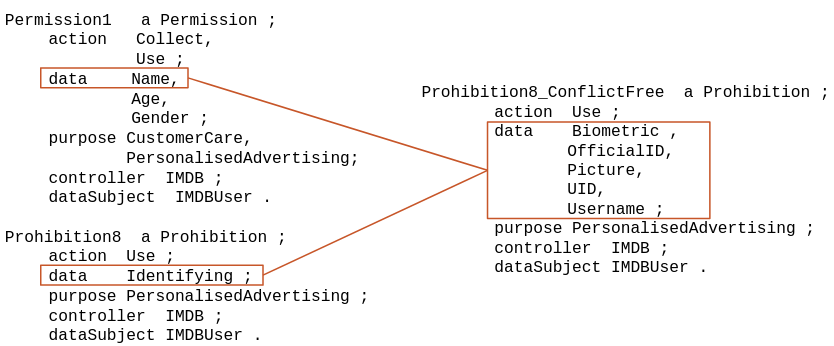 Permission1   a Permission ;
action   Collect,
Use ;
data    Name,
Age,
Gender ;
purpose CustomerCare,
PersonalisedAdvertising;
controller  IMDB ;
dataSubject  IMDBUser .
Prohibition8  a Prohibition ;
action  Use ;
data    Identifying ;
purpose PersonalisedAdvertising ;
controller  IMDB ;
dataSubject IMDBUser .
Prohibition8_ConflictFree  a Prohibition ;
action  Use ;
data    Biometric ,
OfficialID,
Picture,
UID,
Username ;
purpose PersonalisedAdvertising ;
controller  IMDB ;
dataSubject IMDBUser .